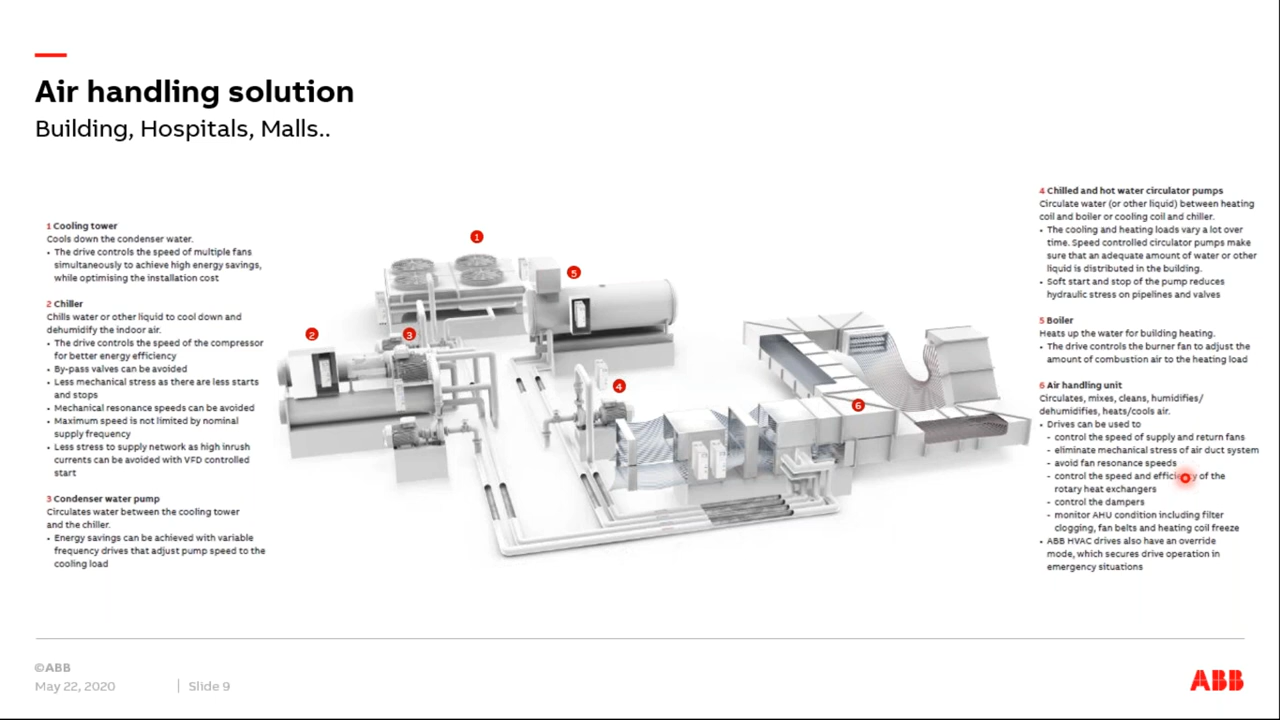 Air handling solution
Building, Hospitals, Malls..
1 Cooling tower
Cools down the condenser water.
• The drive controls the speed of multiple fans
simultaneously to achieve high energy savings,
while optimising the installation cost
2 Chiller
Chills water or other liquid to cool down and
dehumidify the indoor air.
• The drive controls the speed of the compressor
for better energy efficiency
• By-pass valves can be avoided
• Less mechanical stress as there are less starts
and stops
• Mechanical resonance speeds can be avoided
• Maximum speed is not limited by nominal
supply frequency
• Less stress to supply network as high inrush
currents can be avoided with VFD controlled
start
3 Condenser water pump
Circulates water between the cooling tower
and the chiller.
• Energy savings can be achieved with variable
frequency drives that adjust pump speed to the
cooling load
1
5
2
3
4
6
4 Chilled and hot water circulator pumps
Circulate water (or other liquid) between heating
coil and boiler or cooling coil and chiller.
• The cooling and heating loads vary a lot over
time. Speed controlled circulator pumps make
sure that an adequate amount of water or other
liquid is distributed in the building.
• Soft start and stop of the pump reduces
hydraulic stress on pipelines and valves
5 Boiler
Heats up the water for building heating.
• The drive controls the burner fan to adjust the
amount of combustion air to the heating load
6 Air handling unit
Circulates, mixes, cleans, humidifies/
dehumidifies, heats/cools air.
• Drives can be used to
- control the speed of supply and return fans
- eliminate mechanical stress of air duct system
- avoid fan resonance speeds
- control the speed and efficiency of the
rotary heat exchangers
- control the dampers
- monitor AHU condition including filter
clogging, fan belts and heating coil freeze
• ABB HVAC drives also have an override
mode, which secures drive operation in
emergency situations
©ABB
May 22, 2020 | Slide 9
ABB